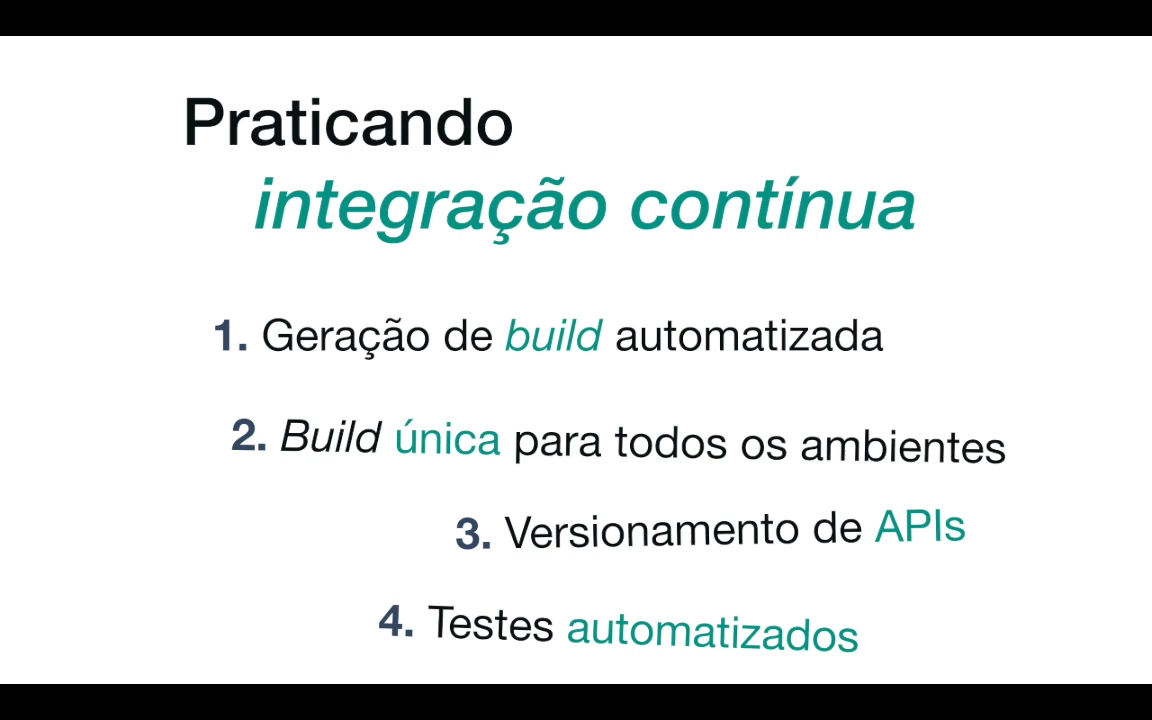 Praticando
integração contínua
1. Geração de build automatizada
2. Build única para todos os ambientes
3. Versionamento de APIs
4. Testes automatizados